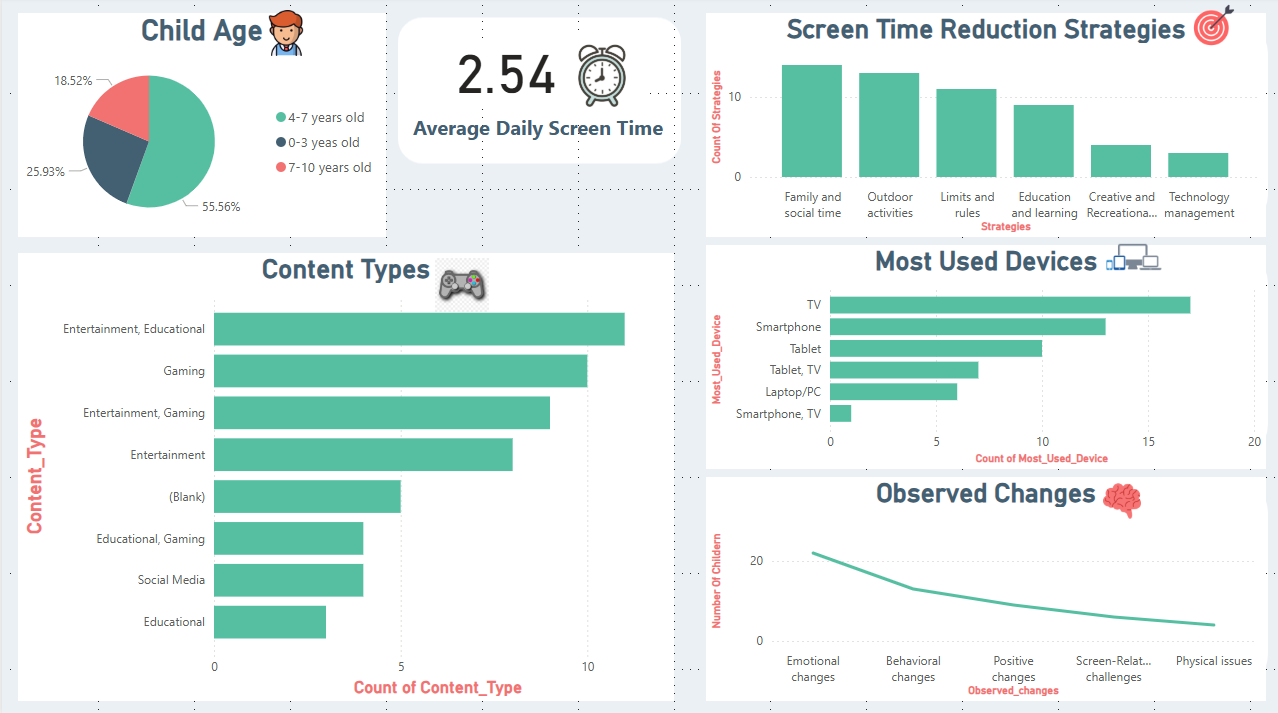 Child Age
18.52%
25.93%
55.56%
4-7 years old
0-3 yeas old
7-10 years old
2.54
Average Daily Screen Time
Screen Time Reduction Strategies
Count Of Strategies
10
0
Family and social time
Outdoor activities
Limits and rules
Education and learning
Creative and Recreationa...
Technology management
Strategies
Content Types
Content_Type
Entertainment, Educational
Gaming
Entertainment, Gaming
Entertainment
(Blank)
Educational, Gaming
Social Media
Educational
0 5 10
Count of Content_Type
Most Used Devices
Most_Used_Device
TV
Smartphone
Tablet
Tablet, TV
Laptop/PC
Smartphone, TV
0 5 10 15 20
Count of Most_Used_Device
Observed Changes
Number Of Childern
20
0
Emotional changes
Behavioral changes
Positive changes
Screen-Relat... challenges
Physical issues
Observed_changes